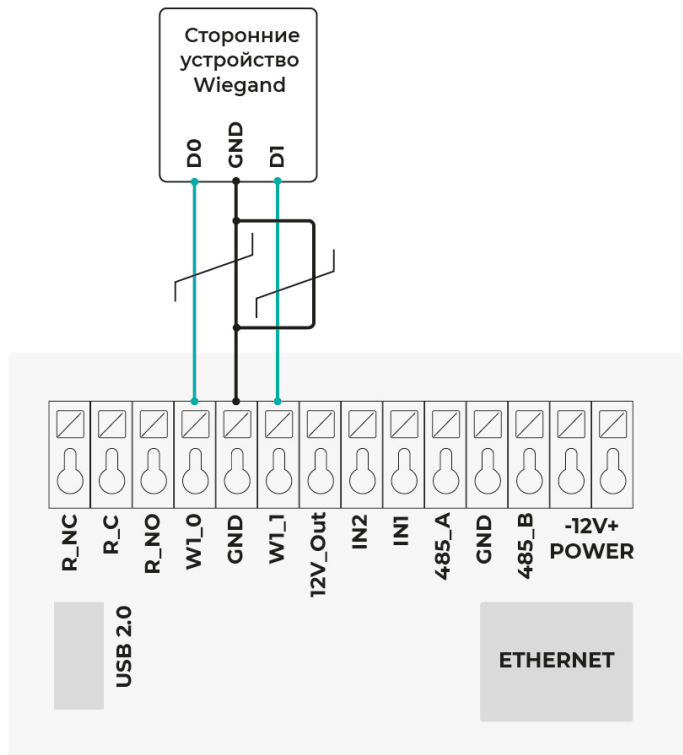 Сторонние
устройство
Wiegand
D0
GND
D1
R_NC
R_C
R_NO
W1_0
GND
W1_1
12V_Out
IN2
IN1
485_A
GND
485_B
-12V+
POWER
USB 2.0
ETHERNET